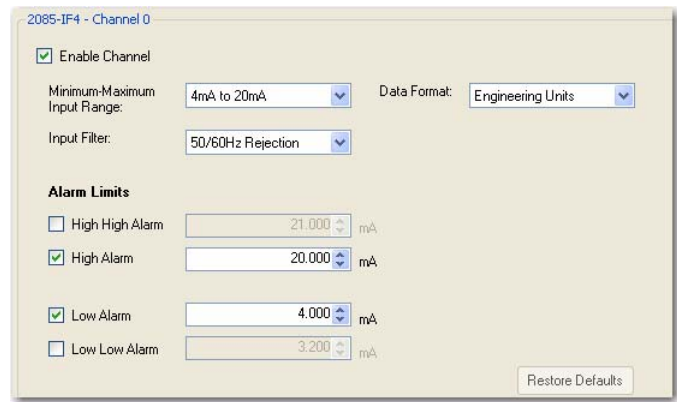 2085-IF4 - Channel 0
Enable Channel
Minimum-Maximum
Input Range:
4mA to 20mA
Data Format:
Engineering Units
Input Filter:
50/60Hz Rejection
Alarm Limits
High High Alarm
21.000
mA
High Alarm
20.000
mA
Low Alarm
4.000
mA
Low Low Alarm
3.200
mA
Restore Defaults